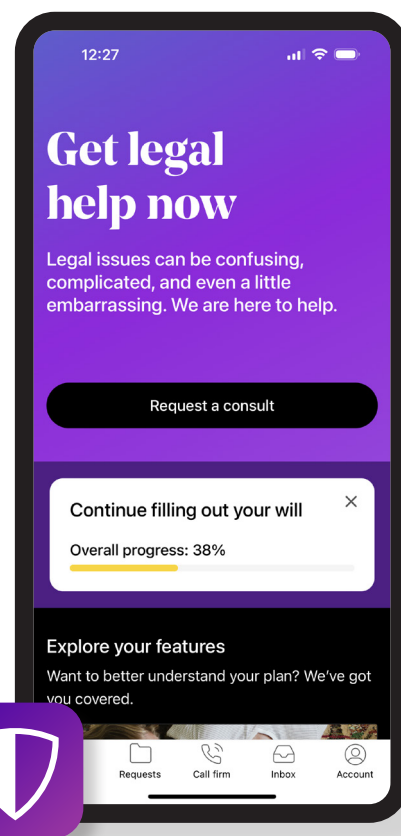 12:27
Get legal
help now
Legal issues can be confusing,
complicated, and even a little
embarrassing. We are here to help.
Request a consult
Continue filling out your will
Overall progress: 38%
Explore your features
Want to better understand your plan? We've got
you covered.
Requests
Call firm
Inbox
Account